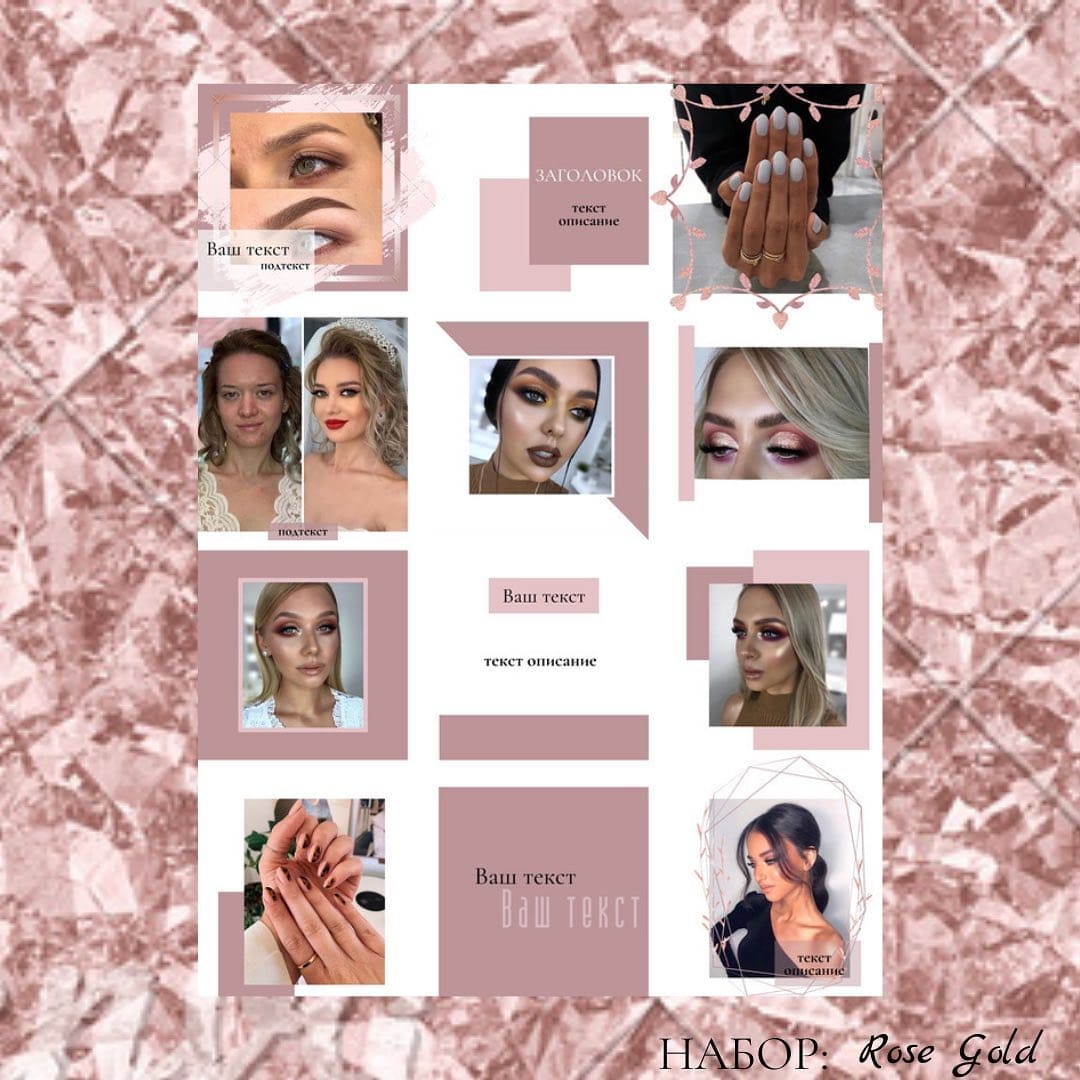 Ваш текст
подтекст
ЗАГОЛОВОК
текст
описание
подтекст
Ваш текст
текст описание
Ваш текст
Ваш текст
текст
описание
НАБОР: Rose Gold